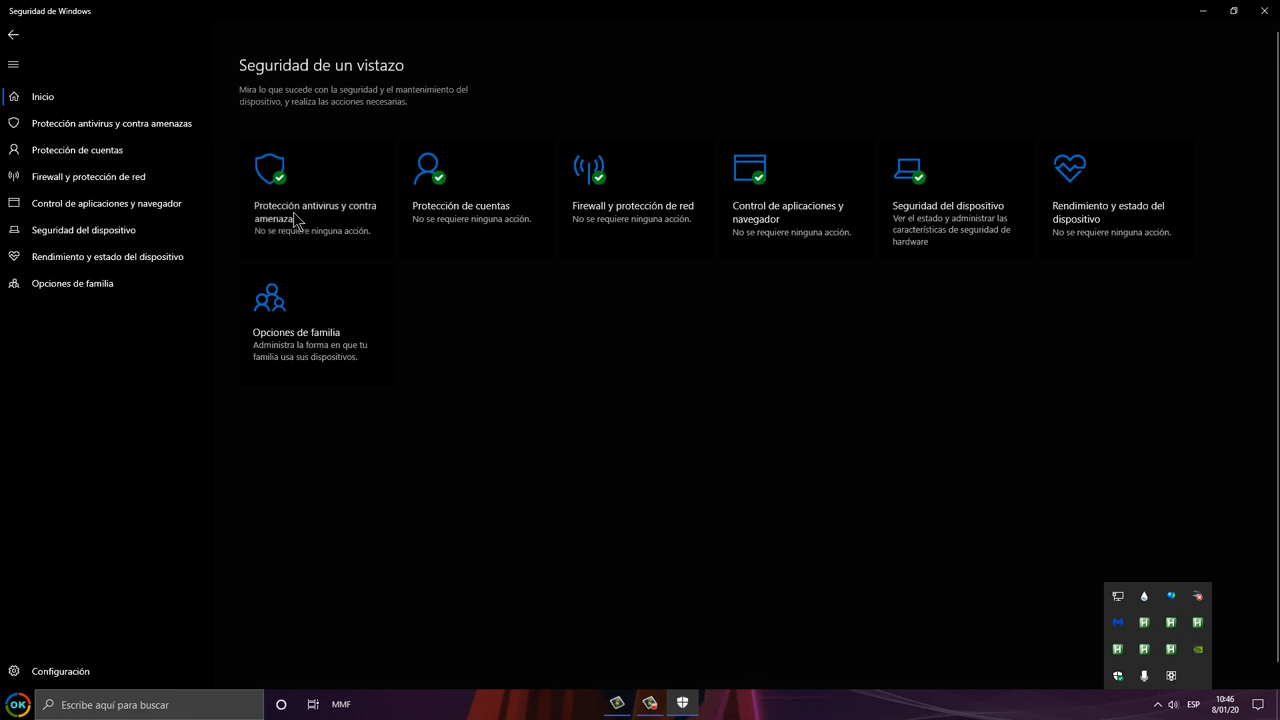 Seguridad de Windows
Inicio
Protección antivirus y contra amenazas
Protección de cuentas
Firewall y protección de red
Control de aplicaciones y navegador
Seguridad del dispositivo
Rendimiento y estado del dispositivo
Opciones de familia
Configuración
Seguridad de un vistazo
Mira lo que sucede con la seguridad y el mantenimiento del
dispositivo, y realiza las acciones necesarias.
Protección antivirus y contra
amenazas
No se requiere ninguna acción.
Protección de cuentas
No se requiere ninguna acción.
Firewall y protección de red
No se requiere ninguna acción.
Control de aplicaciones y
navegador
No se requiere ninguna acción.
Seguridad del dispositivo
Ver el estado y administrar las
características de seguridad de
hardware
Rendimiento y estado del
dispositivo
No se requiere ninguna acción.
Opciones de familia
Administra la forma en que tu
familia usa sus dispositivos.
OK
Escribe aquí para buscar
MMF
ESP
10:46
8/01/20